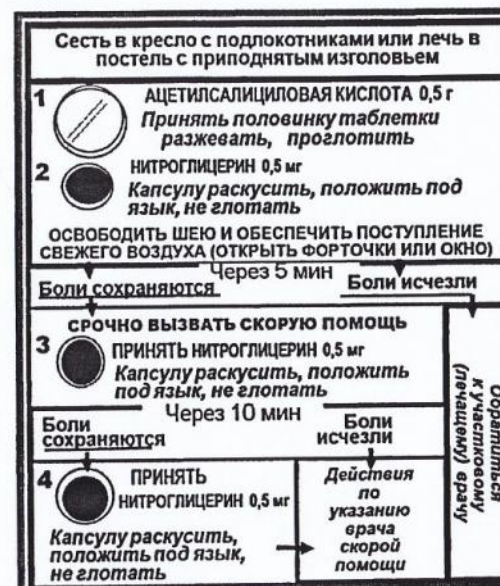 Сесть в кресло с подлокотниками или лечь в
постель с приподнятым изголовьем
1
АЦЕТИЛСАЛИЦИЛОВАЯ КИСЛОТА 0,5 г
Принять половинку таблетки
разжевать, проглотить
2
НИТРОГЛИЦЕРИН 0,5 мг
Капсулу раскусить, положить под
язык, не глотать
ОСВОБОДИТЬ ШЕЮ И ОБЕСПЕЧИТЬ ПОСТУПЛЕНИЕ
СВЕЖЕГО ВОЗДУХА (ОТКРЫТЬ ФОРТОЧКИ ИЛИ ОКНО)
Через 5 мин
Боли сохраняются
Боли исчезли
СРОЧНО ВЫЗВАТЬ СКОРУЮ ПОМОЩЬ
3
ПРИНЯТЬ НИТРОГЛИЦЕРИН 0,5 мг
Капсулу раскусить, положить
под язык, не глотать
Через 10 мин
Боли
сохраняются
Боли
исчезли
4
ПРИНЯТЬ
НИТРОГЛИЦЕРИН 0,5 мг
Капсулу раскусить,
положить под язык,
не глотать
Действия
по
указанию
врача
скорой
помощи
Обратиться
к участковому
(лечащему) врачу